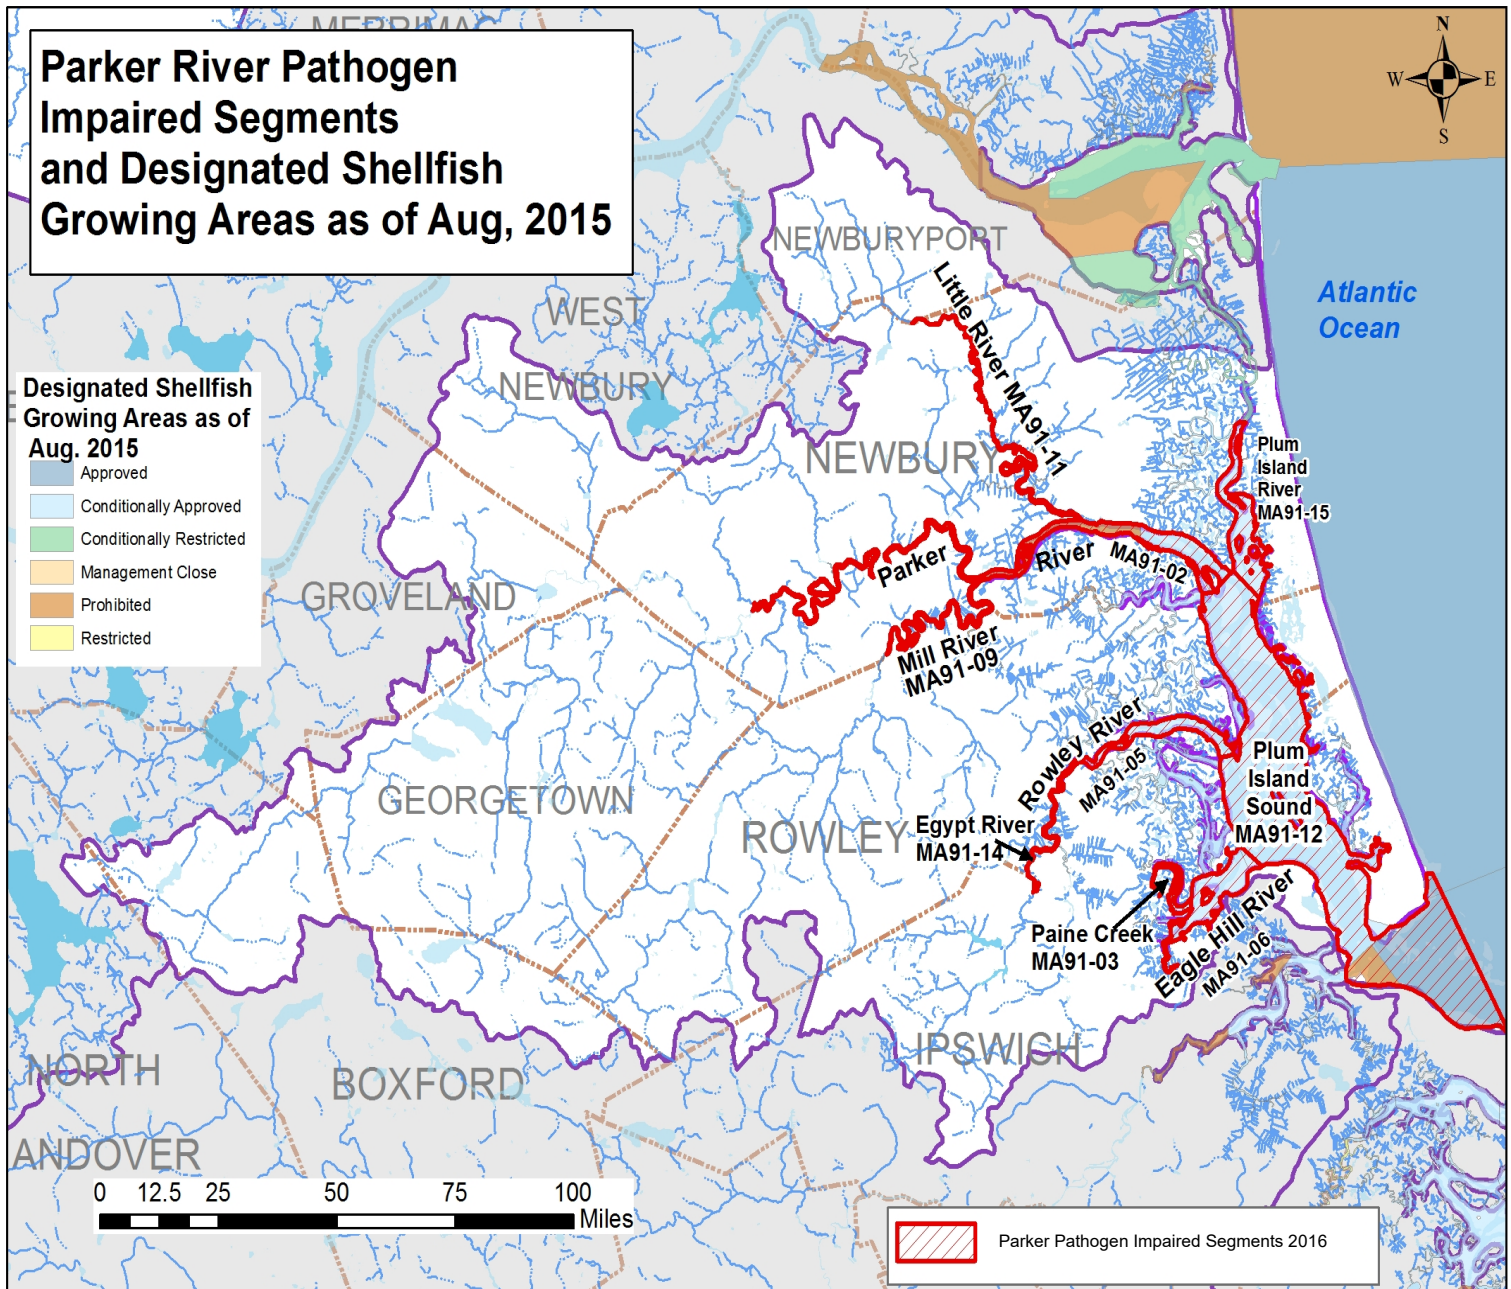 MERRIMAC
Parker River Pathogen
Impaired Segments
and Designated Shellfish
Growing Areas as of Aug, 2015
N
W
E
S
NEWBURYPORT
Little River MA91-11
Atlantic
Ocean
WEST
NEWBURY
Designated Shellfish
Growing Areas as of
Aug. 2015
Approved
Conditionally Approved
Conditionally Restricted
Management Close
Prohibited
Restricted
NEWBURY
Plum
Island
River
MA91-15
Parker
River
MA91-02
GROVELAND
Mill River
MA91-09
Rowley River
MA91-05
Plum
Island
Sound
MA91-12
GEORGETOWN
ROWLEY
Egypt River
MA91-14
Paine Creek
MA91-03
Eagle Hill River
MA91-06
IPSWICH
NORTH
BOXFORD
ANDOVER
0 12.5 25 50 75 100
Miles
Parker Pathogen Impaired Segments 2016